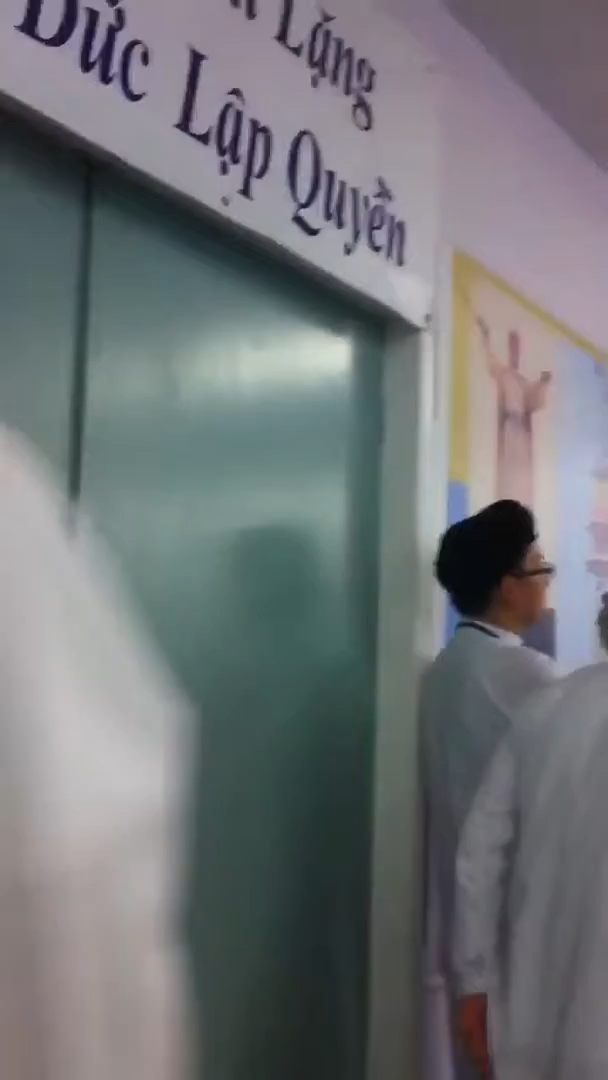 Lặng
Đức Lập Quyền